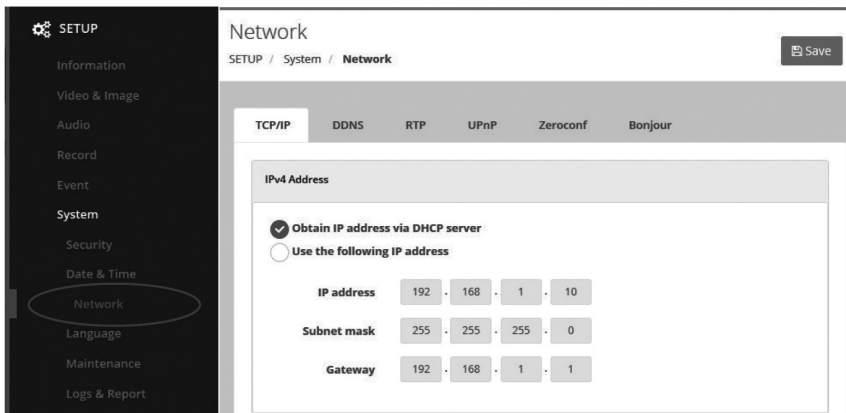 SETUP
Information
Video & Image
Audio
Record
Event
System
Security
Date & Time
Network
Language
Maintenance
Logs & Report
Network
SETUP / System / Network
Save
TCP/IP DDNS RTP UPnP Zeroconf Bonjour
IPv4 Address
Obtain IP address via DHCP server
Use the following IP address
IP address 192 . 168 . 1 . 10
Subnet mask 255 . 255 . 255 . 0
Gateway 192 . 168 . 1 . 1